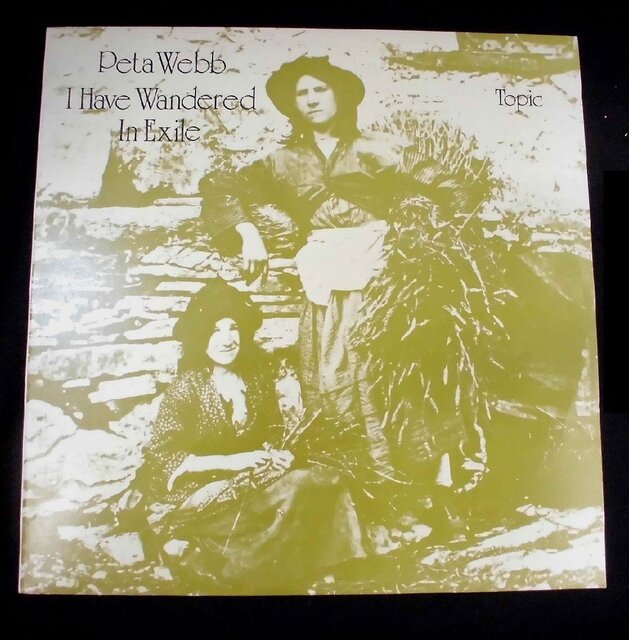 Peta Webb
I Have Wandered
In Exile
Topic